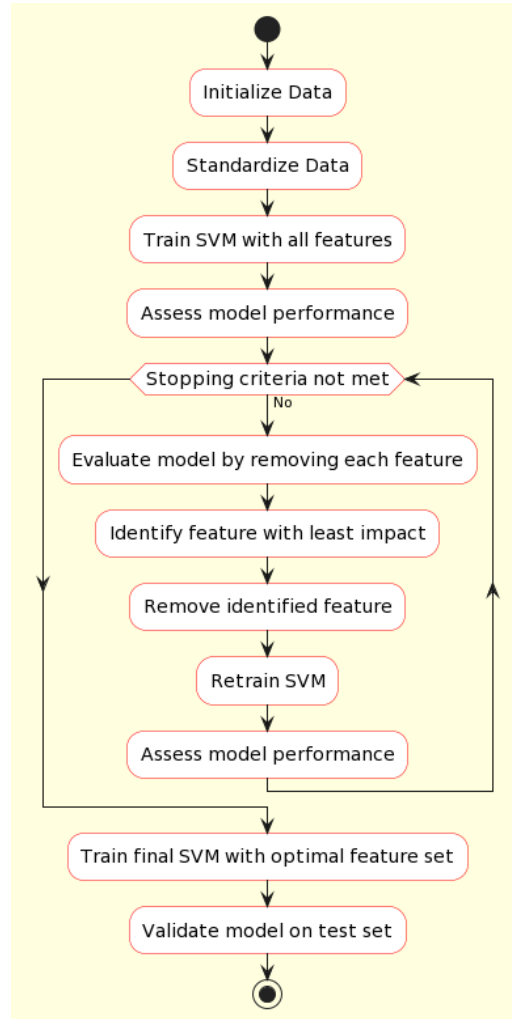 Initialize Data
Standardize Data
Train SVM with all features
Assess model performance
Stopping criteria not met
No
Evaluate model by removing each feature
Identify feature with least impact
Remove identified feature
Retrain SVM
Assess model performance
Train final SVM with optimal feature set
Validate model on test set